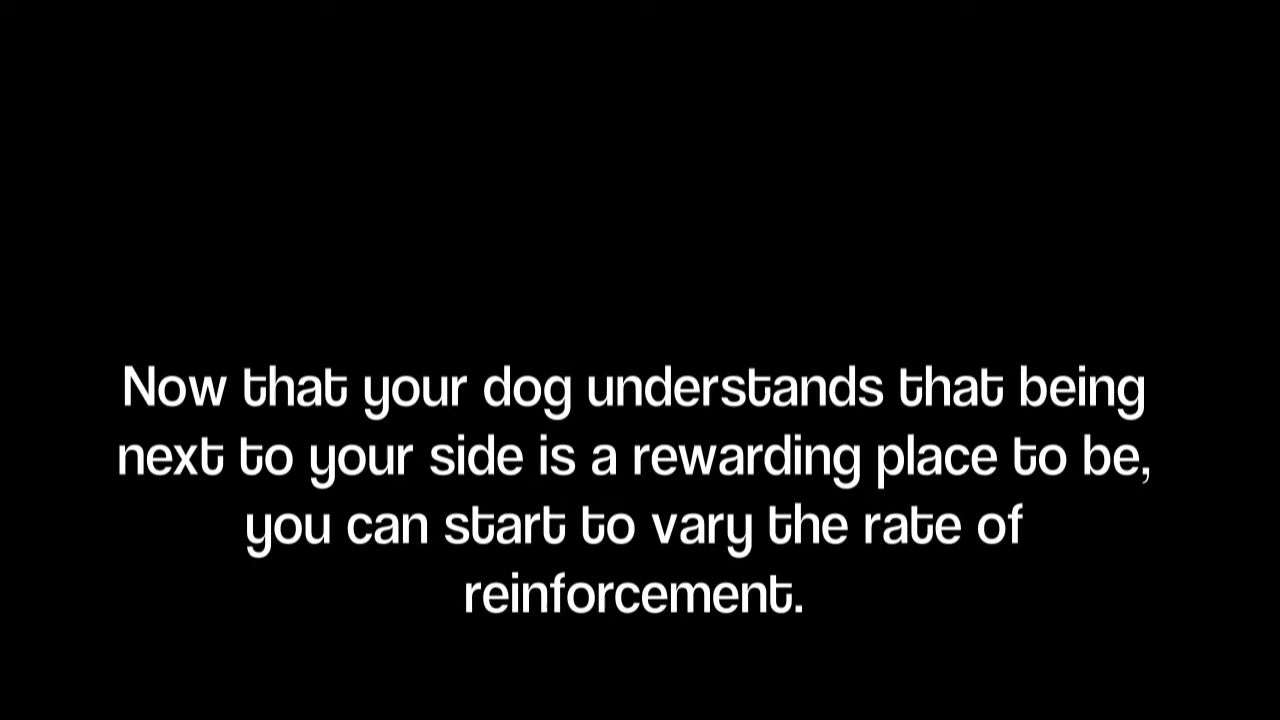 Now that your dog understands that being
next to your side is a rewarding place to be,
you can start to vary the rate of
reinforcement.